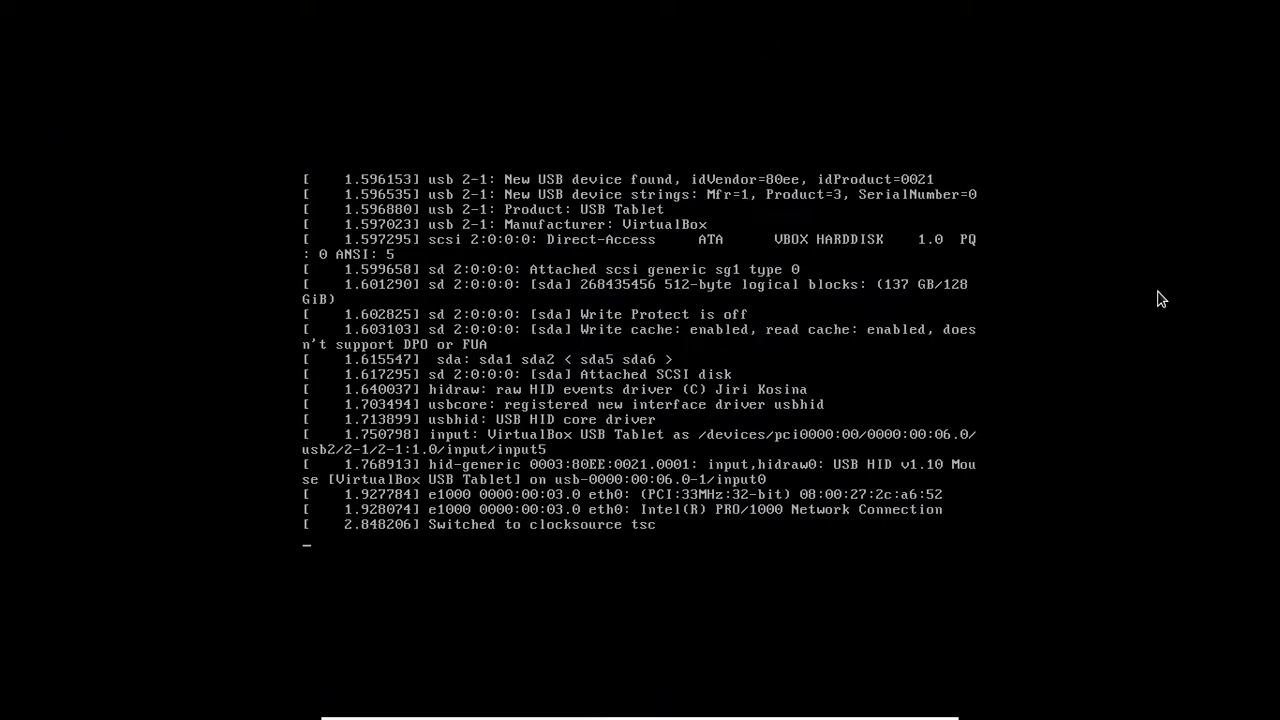 [    1.596153] usb 2-1: New USB device found, idVendor=80ee, idProduct=0021
[    1.596535] usb 2-1: New USB device strings: Mfr=1, Product=3, SerialNumber=0
[    1.596880] usb 2-1: Product: USB Tablet
[    1.597023] usb 2-1: Manufacturer: VirtualBox
[    1.597295] scsi 2:0:0:0: Direct-Access     ATA      VBOX HARDDISK    1.0  PQ
: 0 ANSI: 5
[    1.599658] sd 2:0:0:0: Attached scsi generic sg1 type 0
[    1.601290] sd 2:0:0:0: [sda] 268435456 512-byte logical blocks: (137 GB/128
GiB)
[    1.602825] sd 2:0:0:0: [sda] Write Protect is off
[    1.603103] sd 2:0:0:0: [sda] Write cache: enabled, read cache: enabled, does
n't support DPO or FUA
[    1.615547]  sda: sda1 sda2 < sda5 sda6 >
[    1.617295] sd 2:0:0:0: [sda] Attached SCSI disk
[    1.640037] hidraw: raw HID events driver (C) Jiri Kosina
[    1.703494] usbcore: registered new interface driver usbhid
[    1.713899] usbhid: USB HID core driver
[    1.750798] input: VirtualBox USB Tablet as /devices/pci0000:00/0000:00:06.0/
usb2/2-1/2-1:1.0/input/input5
[    1.768913] hid-generic 0003:80EE:0021.0001: input,hidraw0: USB HID v1.10 Mou
se [VirtualBox USB Tablet] on usb-0000:00:06.0-1/input0
[    1.927784] e1000 0000:00:03.0 eth0: (PCI:33MHz:32-bit) 08:00:27:2c:a6:52
[    1.928074] e1000 0000:00:03.0 eth0: Intel(R) PRO/1000 Network Connection
[    2.848206] Switched to clocksource tsc
_